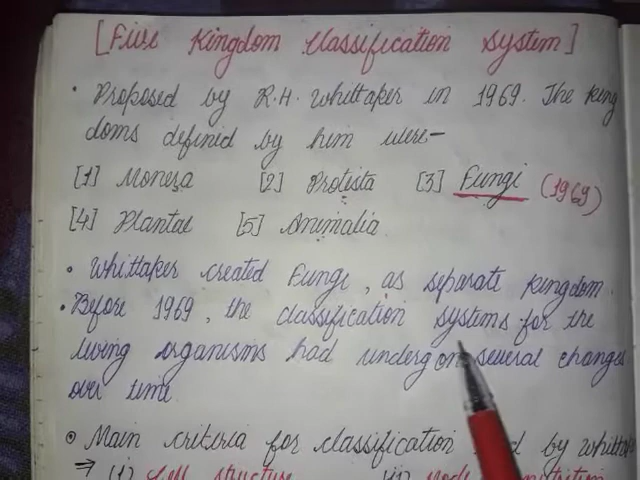 [Five Kingdom Classification System]
• Proposed by R.H. Whittaker in 1969. The King
doms defined by him were-
[1] Monera [2] Protista [3] Fungi (1969)
[4] Plantae [5] Animalia
• Whittaker created Fungi, as separate Kingdom.
• Before 1969, the classification systems for the
living organisms had undergon several changes
over time
• Main criteria for classification by Whittak
⇒ (1) Cell structure